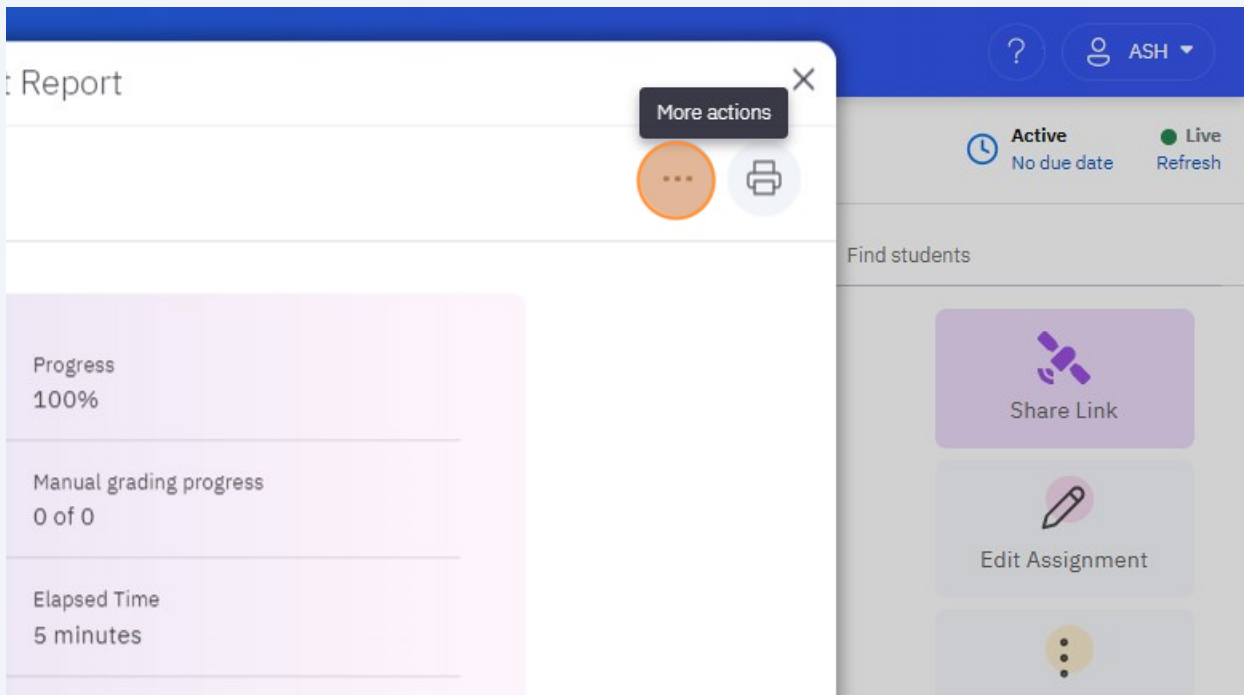 : Report
More actions
Progress
100%
Manual grading progress
0 of 0
Elapsed Time
5 minutes
? ASH
Active
No due date
Live
Refresh
Find students
Share Link
Edit Assignment